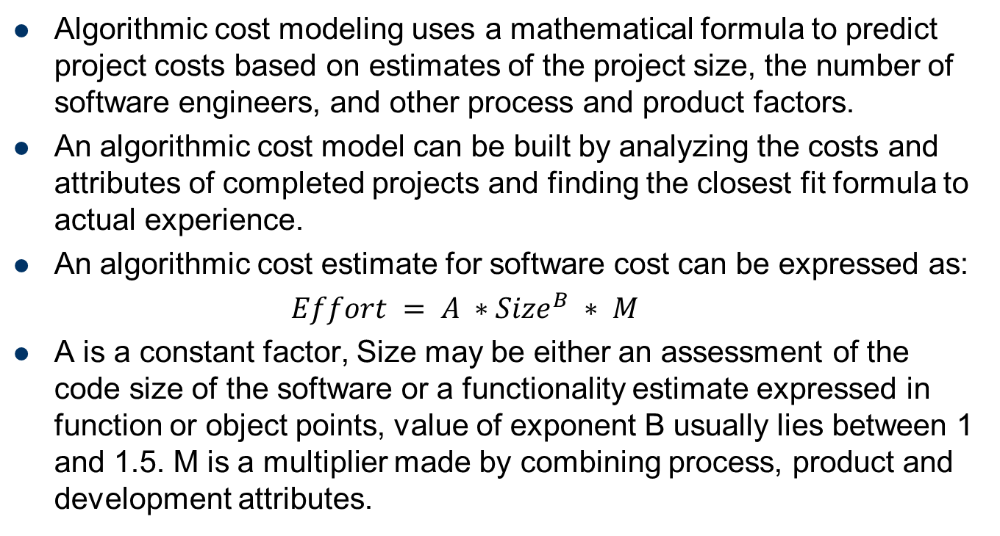 ● Algorithmic cost modeling uses a mathematical formula to predict
project costs based on estimates of the project size, the number of
software engineers, and other process and product factors.
● An algorithmic cost model can be built by analyzing the costs and
attributes of completed projects and finding the closest fit formula to
actual experience.
● An algorithmic cost estimate for software cost can be expressed as:
Effort = A * Size^B * M
● A is a constant factor, Size may be either an assessment of the
code size of the software or a functionality estimate expressed in
function or object points, value of exponent B usually lies between 1
and 1.5. M is a multiplier made by combining process, product and
development attributes.